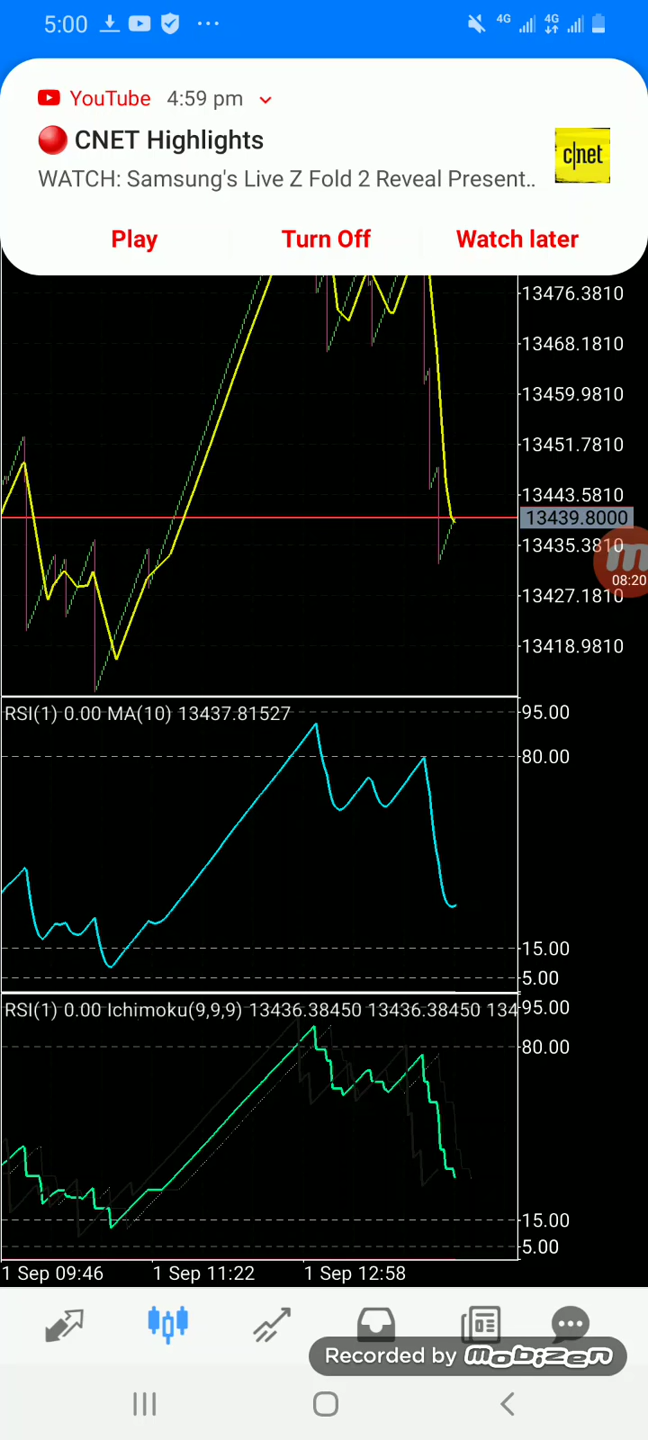 5:00 4G 4G
YouTube 4:59 pm
CNET Highlights
c|net
WATCH: Samsung's Live Z Fold 2 Reveal Present..
Play Turn Off Watch later
13476.3810
13468.1810
13459.9810
13451.7810
13443.5810
13439.8000
13435.3810
08:20
13427.1810
13418.9810
RSI(1) 0.00 MA(10) 13437.81527
95.00
80.00
15.00
5.00
RSI(1) 0.00 Ichimoku(9,9,9) 13436.38450 13436.38450 134
95.00
80.00
15.00
5.00
1 Sep 09:46 1 Sep 11:22 1 Sep 12:58
Recorded by mobizen